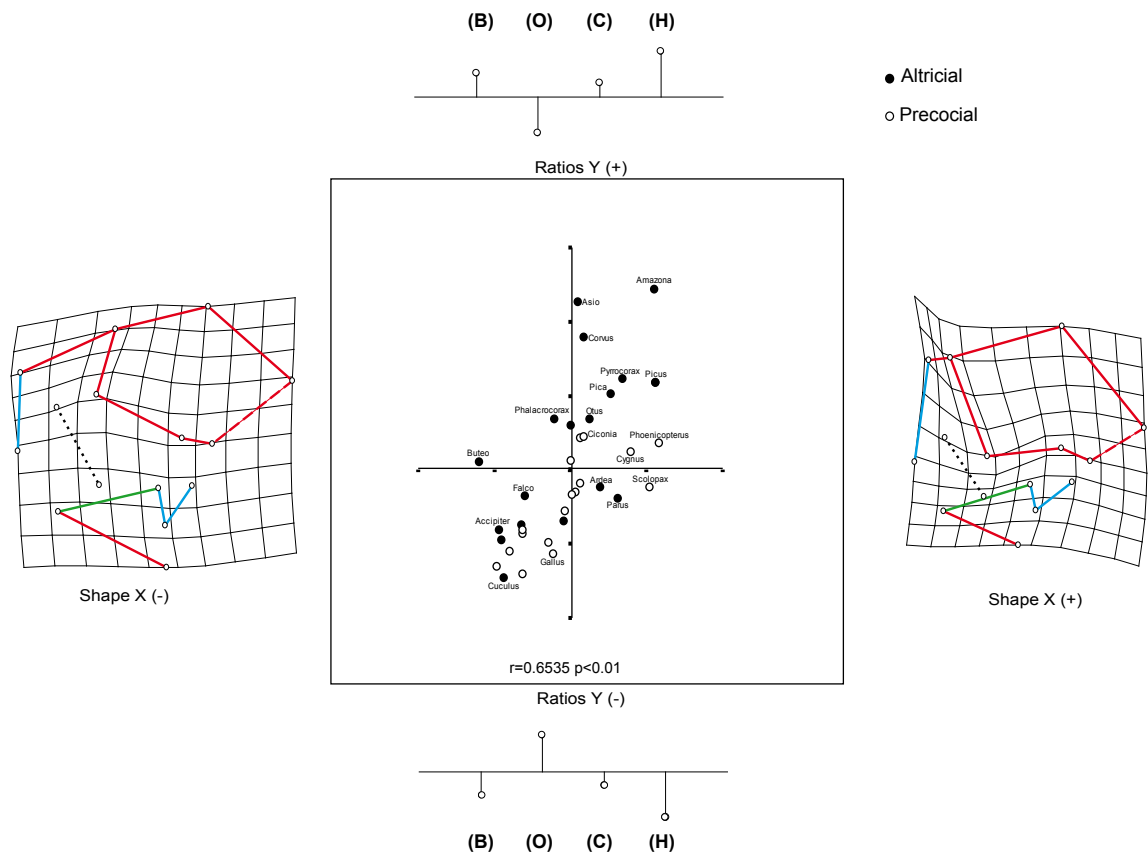 (B) (O) (C) (H)
Altricial
Precocial
Ratios Y (+)
Amazona
Asio
Corvus
Pyrrocorax
Picus
Pica
Phalacrocorax
Otus
Ciconia
Phoenicopterus
Buteo
Cygnus
Falco
Ardea
Scolopax
Parus
Accipiter
Gallus
Cuculus
Shape X (-)
Shape X (+)
r=0.6535 p<0.01
Ratios Y (-)
(B) (O) (C) (H)